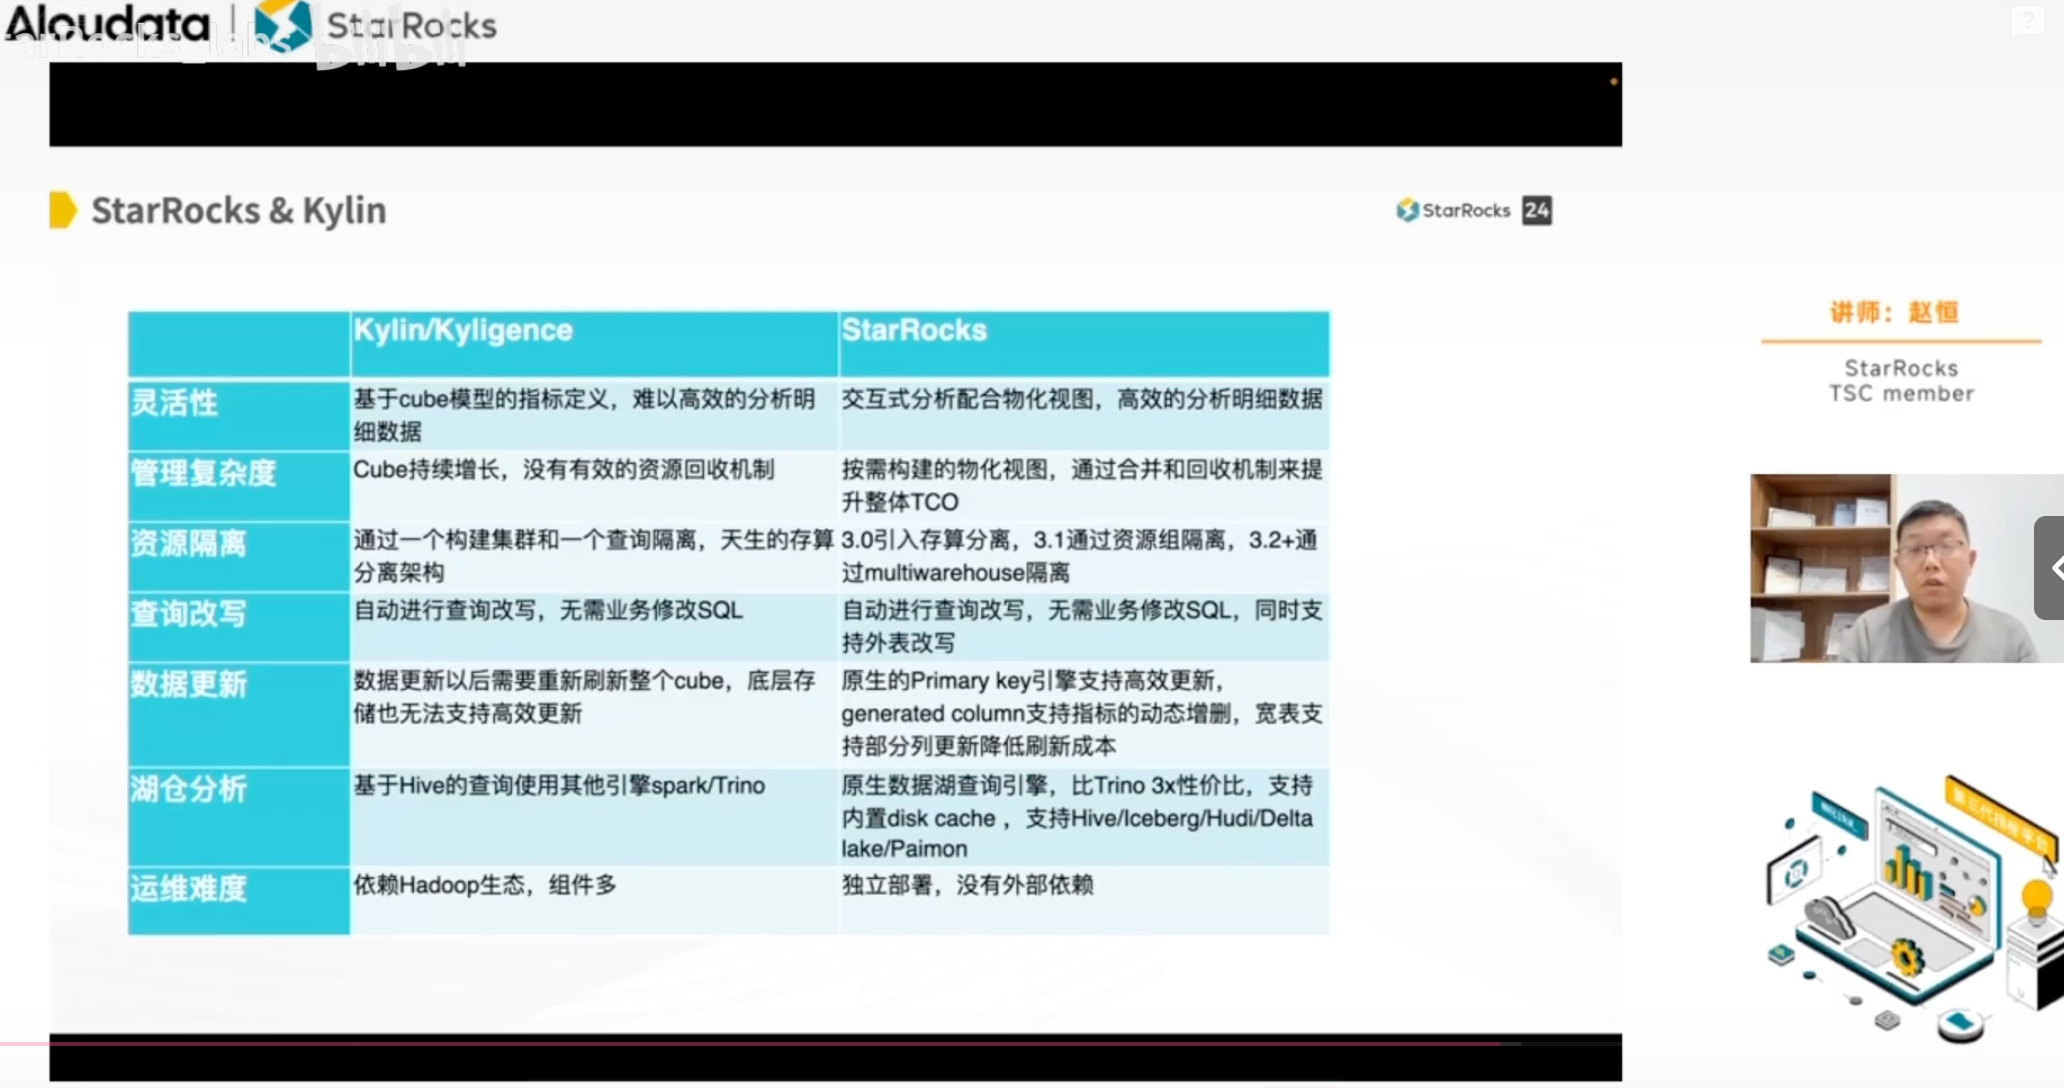 Aloudata | StarRocks
StarRocks_labs bilibili
StarRocks & Kylin
StarRocks 24
Kylin/Kyligence
StarRocks
灵活性
基于cube模型的指标定义，难以高效的分析明
细数据
交互式分析配合物化视图，高效的分析明细数据
管理复杂度
Cube持续增长，没有有效的资源回收机制
按需构建的物化视图，通过合并和回收机制来提
升整体TCO
资源隔离
通过一个构建集群和一个查询隔离，天生的存算
分离架构
3.0引入存算分离，3.1通过资源组隔离，3.2+通
过multiwarehouse隔离
查询改写
自动进行查询改写，无需业务修改SQL
自动进行查询改写，无需业务修改SQL，同时支
持外表改写
数据更新
数据更新以后需要重新刷新整个cube，底层存
储也无法支持高效更新
原生的Primary key引擎支持高效更新，
generated column支持指标的动态增删，宽表支
持部分列更新降低刷新成本
湖仓分析
基于Hive的查询使用其他引擎spark/Trino
原生数据湖查询引擎，比Trino 3x性价比，支持
内置disk cache ，支持Hive/Iceberg/Hudi/Delta
lake/Paimon
运维难度
依赖Hadoop生态，组件多
独立部署，没有外部依赖
讲师：赵恒
StarRocks
TSC member
第三代指标平台